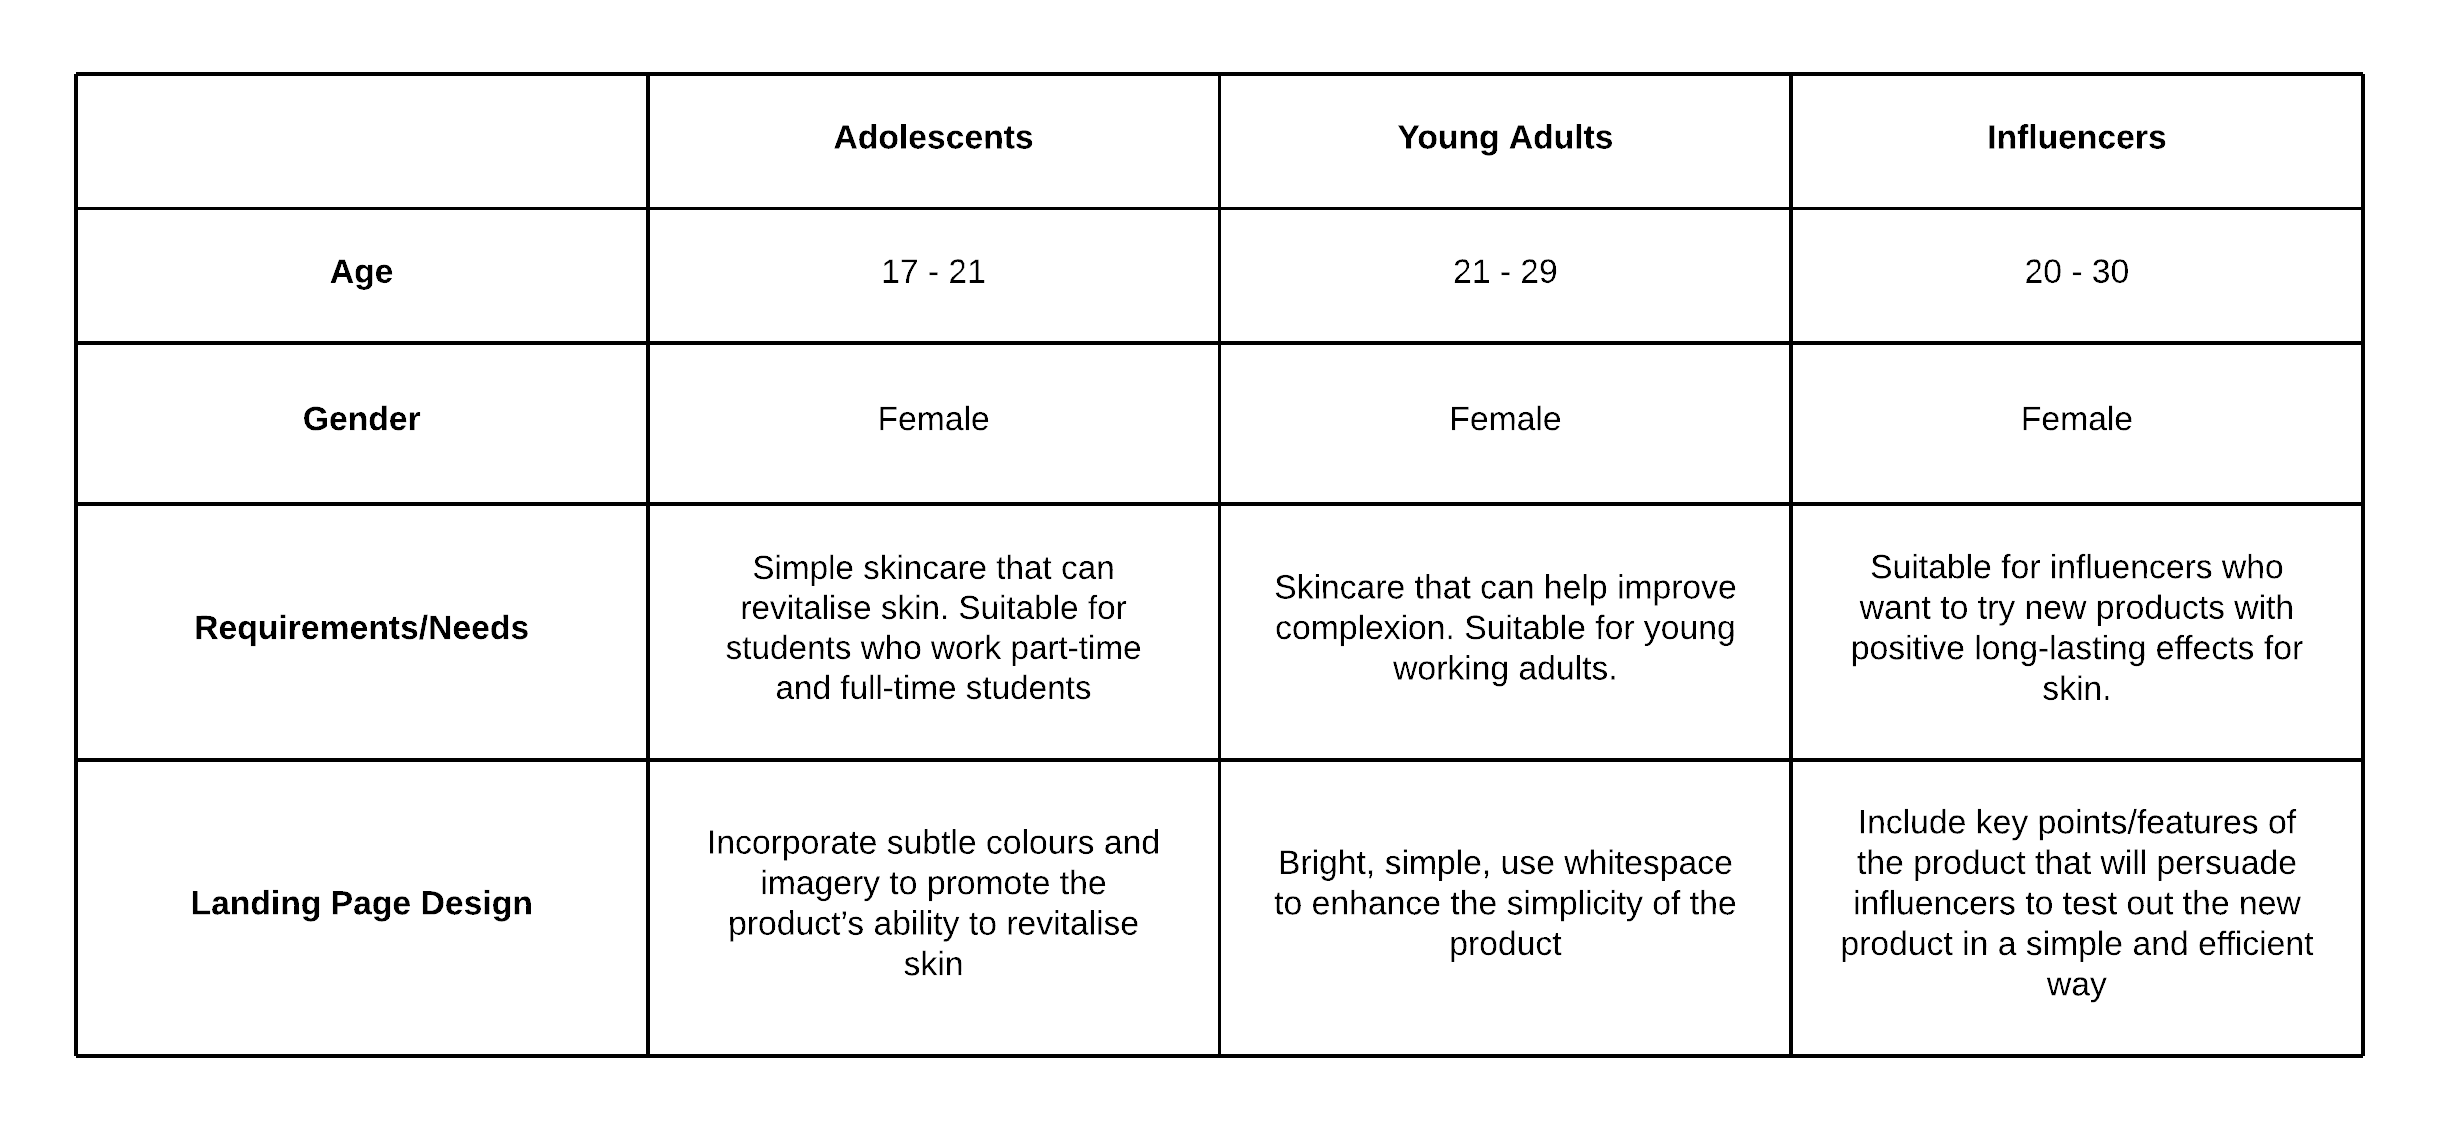 Adolescents
Young Adults
Influencers
Age
17 - 21
21 - 29
20 - 30
Gender
Female
Female
Female
Requirements/Needs
Simple skincare that can
revitalise skin. Suitable for
students who work part-time
and full-time students
Skincare that can help improve
complexion. Suitable for young
working adults.
Suitable for influencers who
want to try new products with
positive long-lasting effects for
skin.
Landing Page Design
Incorporate subtle colours and
imagery to promote the
product’s ability to revitalise
skin
Bright, simple, use whitespace
to enhance the simplicity of the
product
Include key points/features of
the product that will persuade
influencers to test out the new
product in a simple and efficient
way